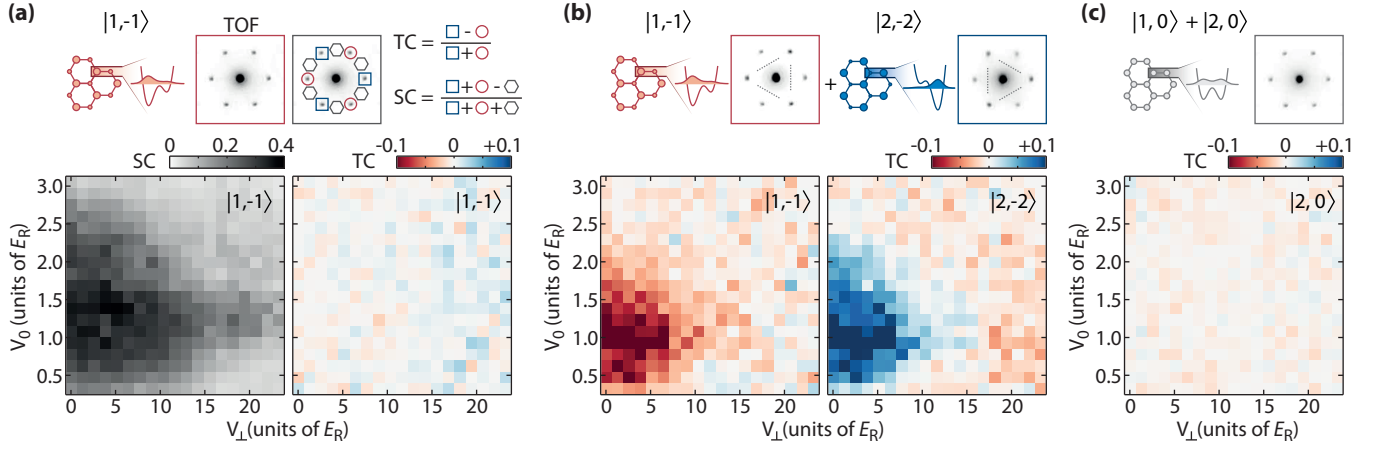 (a)
|1,-1⟩
TOF
TC = □ - ○ / □ + ○
SC = □ + ○ - ⬡ / □ + ○ + ⬡
SC 0 0.2 0.4
TC -0.1 0 +0.1
|1,-1⟩
|1,-1⟩
V0 (units of ER)
3.0
2.5
2.0
1.5
1.0
0.5
0 5 10 15 20
0 5 10 15 20
V⊥(units of ER)
(b)
|1,-1⟩
+
|2,-2⟩
TC -0.1 0 +0.1
TC -0.1 0 +0.1
|1,-1⟩
|2,-2⟩
V0 (units of ER)
3.0
2.5
2.0
1.5
1.0
0.5
0 5 10 15 20
0 5 10 15 20
V⊥(units of ER)
(c)
|1,0⟩ + |2,0⟩
TC -0.1 0 +0.1
|2,0⟩
V0 (units of ER)
3.0
2.5
2.0
1.5
1.0
0.5
0 5 10 15 20
V⊥(units of ER)